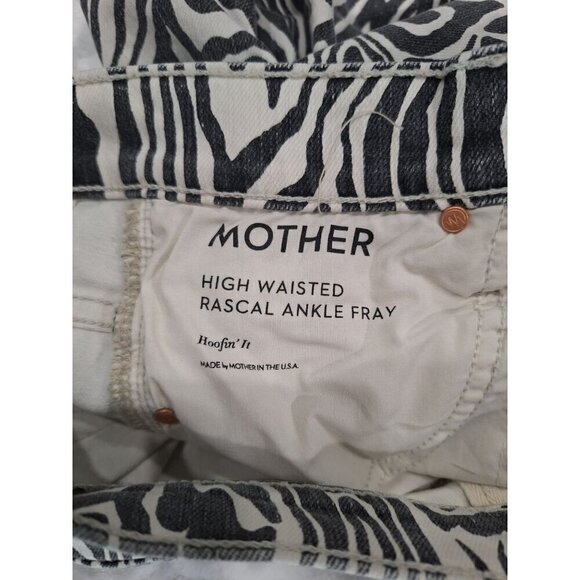 MOTHER
HIGH WAISTED
RASCAL ANKLE FRAY
Hoofin' It
MADE by MOTHER IN THE U.S.A.
M